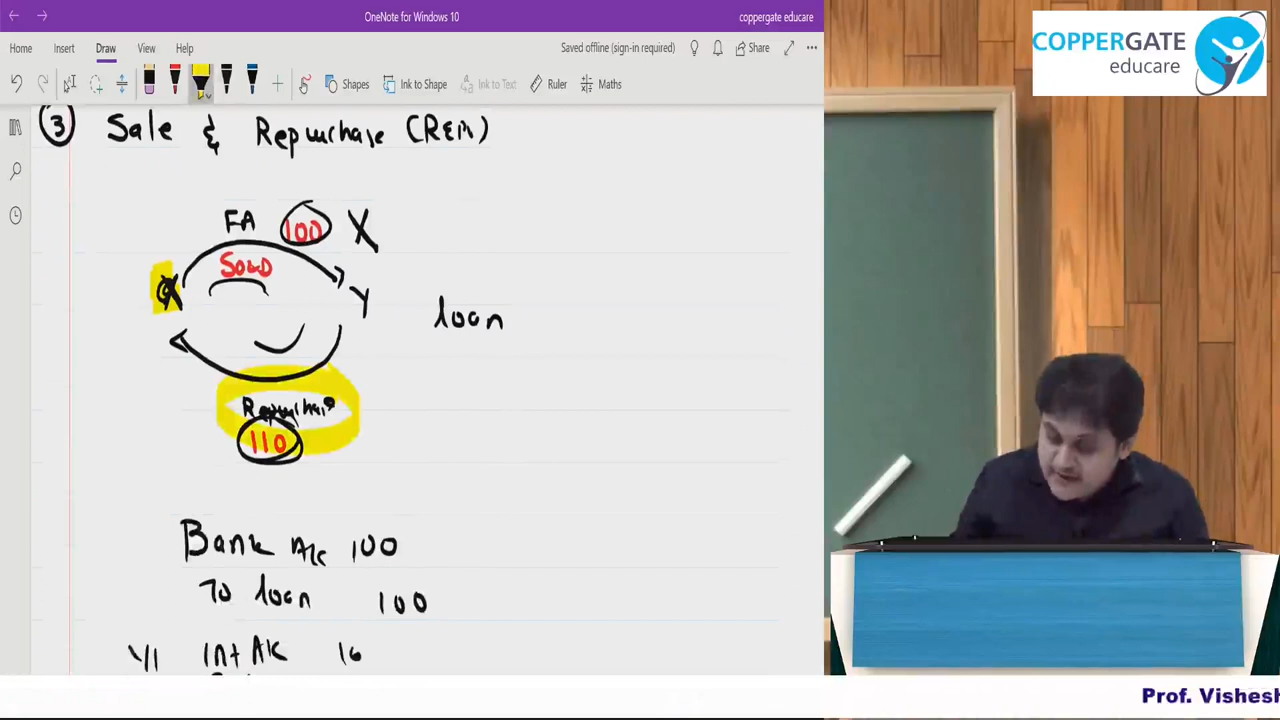 OneNote for Windows 10
coppergate educare
Home Insert Draw View Help
Saved offline (sign-in required)
Share
Shapes
Ink to Shape
Ink to Text
Ruler
Maths
COPPERGATE
educare
3 Sale & Repurchase
FA 100 X
Sold
Y
loan
110
Bank A/c 100
To loan 100
Y1 Int A/c 10
Prof. Vishesh